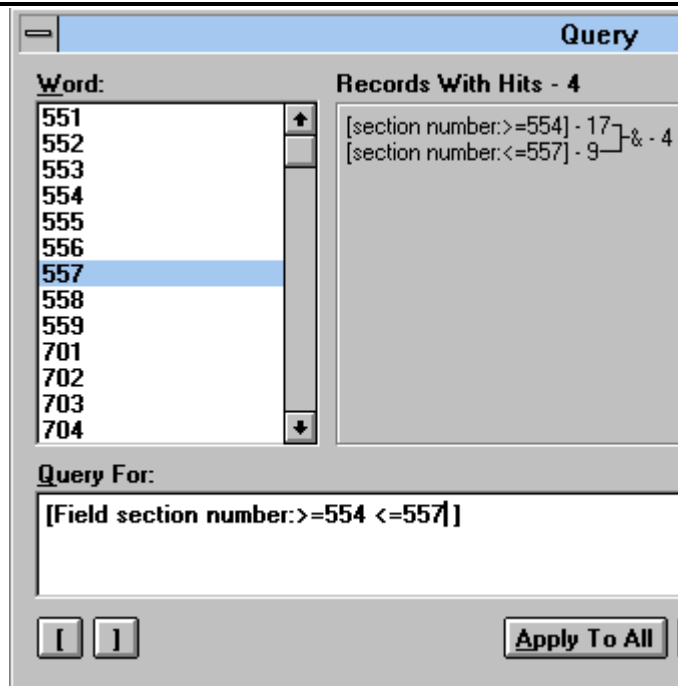 Query
Word:
551
552
553
554
555
556
557
558
559
701
702
703
704
Records With Hits - 4
[section number:>=554] - 17
[section number:<=557] - 9
& - 4
Query For:
[Field section number:>=554 <=557]
[
]
Apply To All